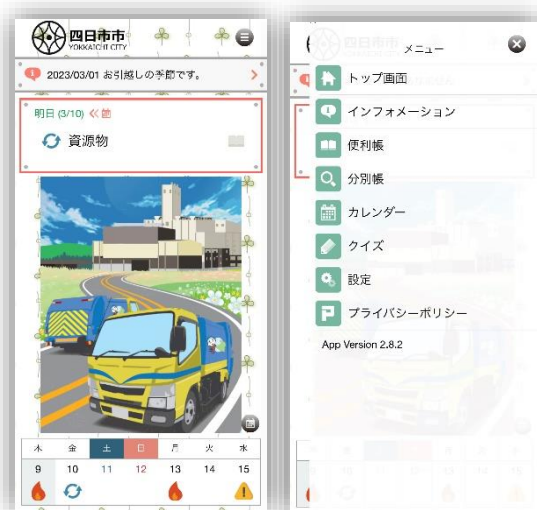 四日市市
YOKKAICHI CITY
2023/03/01 お引越しの季節です。
明日 (3/10) ≪
資源物
木 金 土 日 月 火 水
9 10 11 12 13 14 15
メニュー
トップ画面
インフォメーション
便利帳
分別帳
カレンダー
クイズ
設定
プライバシーポリシー
App Version 2.8.2